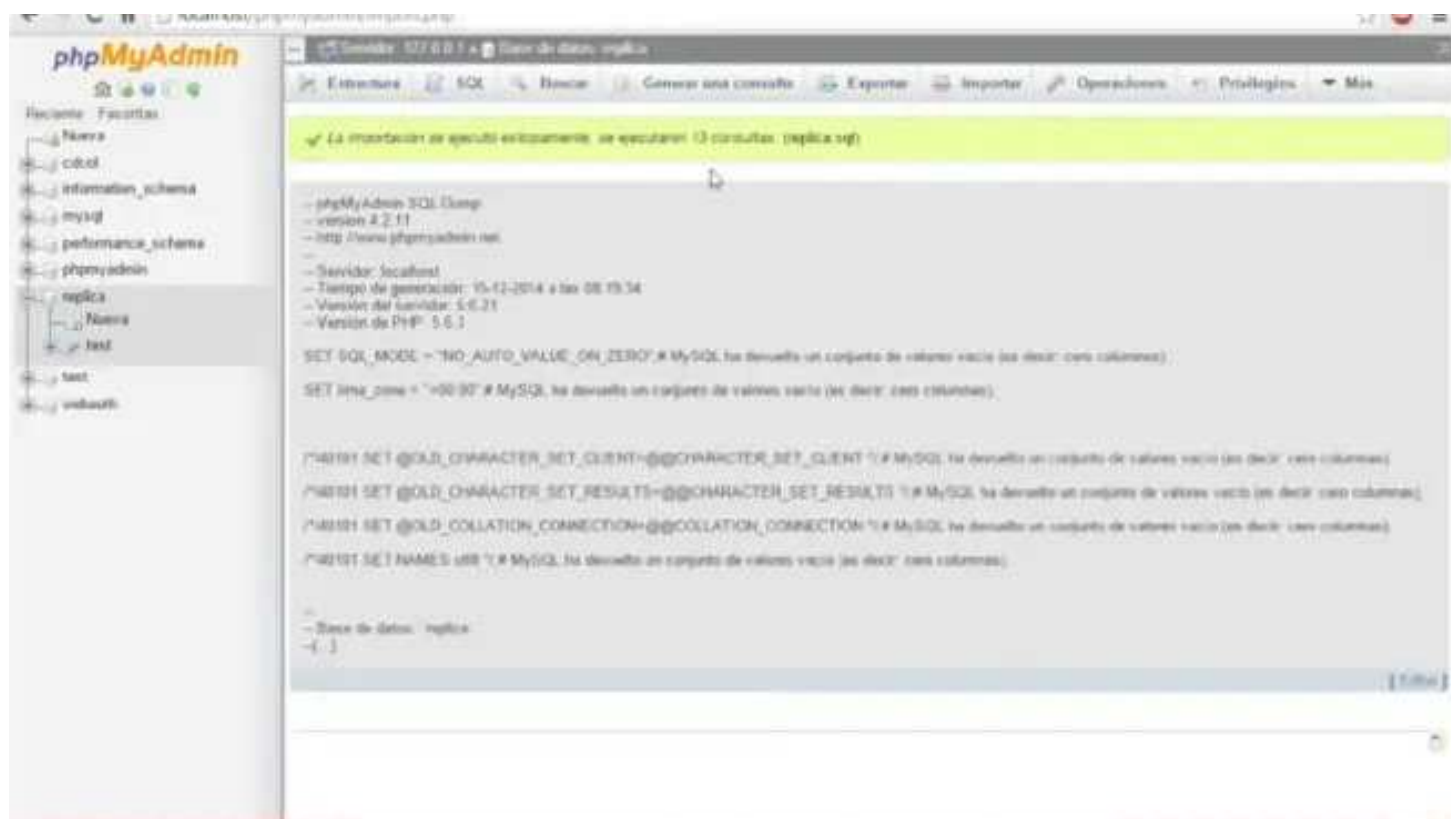 localhost/phpmyadmin/import.php
phpMyAdmin
Reciente Favoritas
Nueva
cdcol
information_schema
mysql
performance_schema
phpmyadmin
replica
Nueva
test
test
webauth
Servidor: 127.0.0.1 » Base de datos: replica
Estructura SQL Buscar Generar una consulta Exportar Importar Operaciones Privilegios Más
La importación se ejecutó exitosamente, se ejecutaron 13 consultas. (replica.sql)
-- phpMyAdmin SQL Dump
-- version 4.2.11
-- http://www.phpmyadmin.net
--
-- Servidor: localhost
-- Tiempo de generación: 15-12-2014 a las 08:19:34
-- Versión del servidor: 5.6.21
-- Versión de PHP: 5.6.3
SET SQL_MODE = "NO_AUTO_VALUE_ON_ZERO";# MySQL ha devuelto un conjunto de valores vacío (es decir: cero columnas).
SET time_zone = "+00:00";# MySQL ha devuelto un conjunto de valores vacío (es decir: cero columnas).
/*!40101 SET @OLD_CHARACTER_SET_CLIENT=@@CHARACTER_SET_CLIENT */;# MySQL ha devuelto un conjunto de valores vacío (es decir: cero columnas).
/*!40101 SET @OLD_CHARACTER_SET_RESULTS=@@CHARACTER_SET_RESULTS */;# MySQL ha devuelto un conjunto de valores vacío (es decir: cero columnas).
/*!40101 SET @OLD_COLLATION_CONNECTION=@@COLLATION_CONNECTION */;# MySQL ha devuelto un conjunto de valores vacío (es decir: cero columnas).
/*!40101 SET NAMES utf8 */;# MySQL ha devuelto un conjunto de valores vacío (es decir: cero columnas).
--
-- Base de datos: replica
--[...]
[ Editar ]